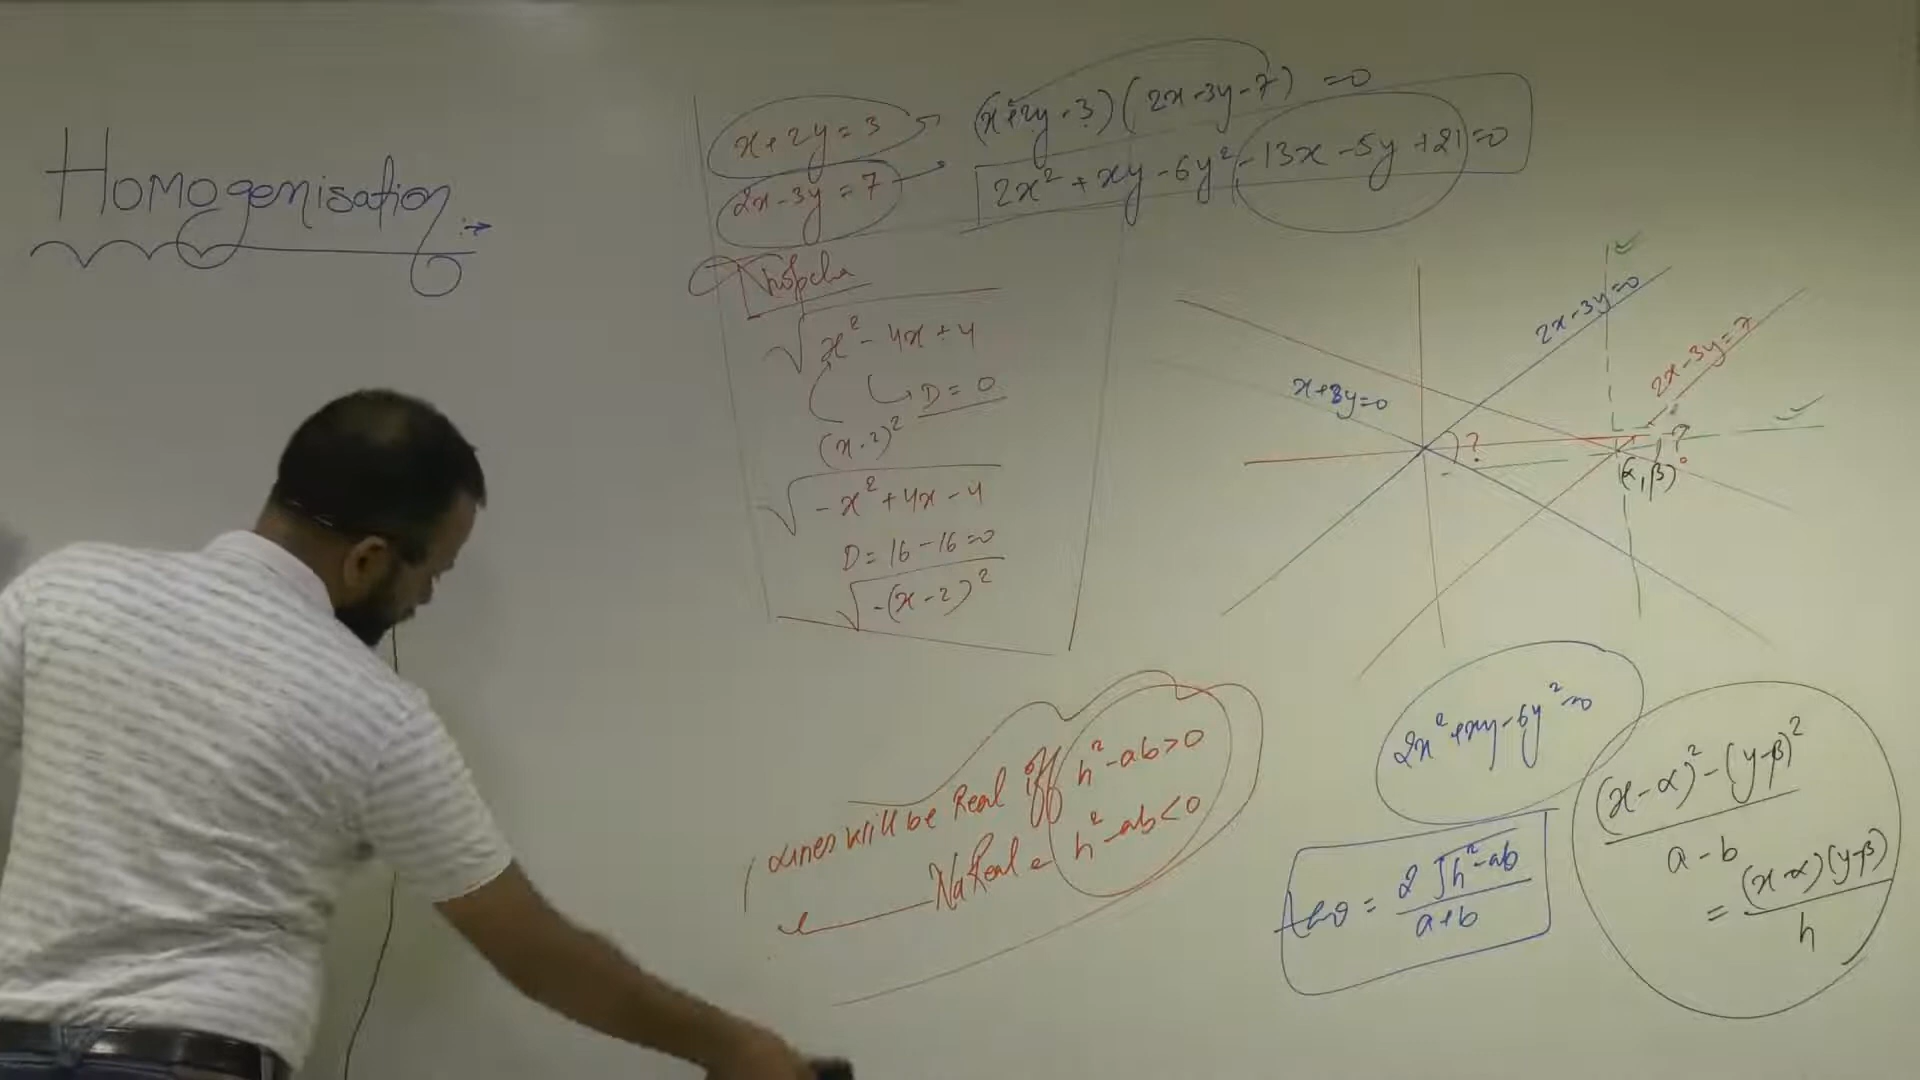 Homogenisation :→
x+2y=3
(x+2y-3)(2x-3y-7) =0
2x-3y=7
2x²+xy-6y²-13x-5y+21=0
√x²-4x+4
D=0
(x-2)²
√-x²+4x-4
D=16-16=0
√-(x-2)²
2x-3y=0
2x-3y=7
x+3y=0
?
?
(α,β)
Lines will be Real iff h²-ab>0
h²-ab<0
2x²+xy-6y²=0
tanθ = 2√h²-ab
a+b
(x-α)²-(y-β)²
a-b
= (x-α)(y-β)
h